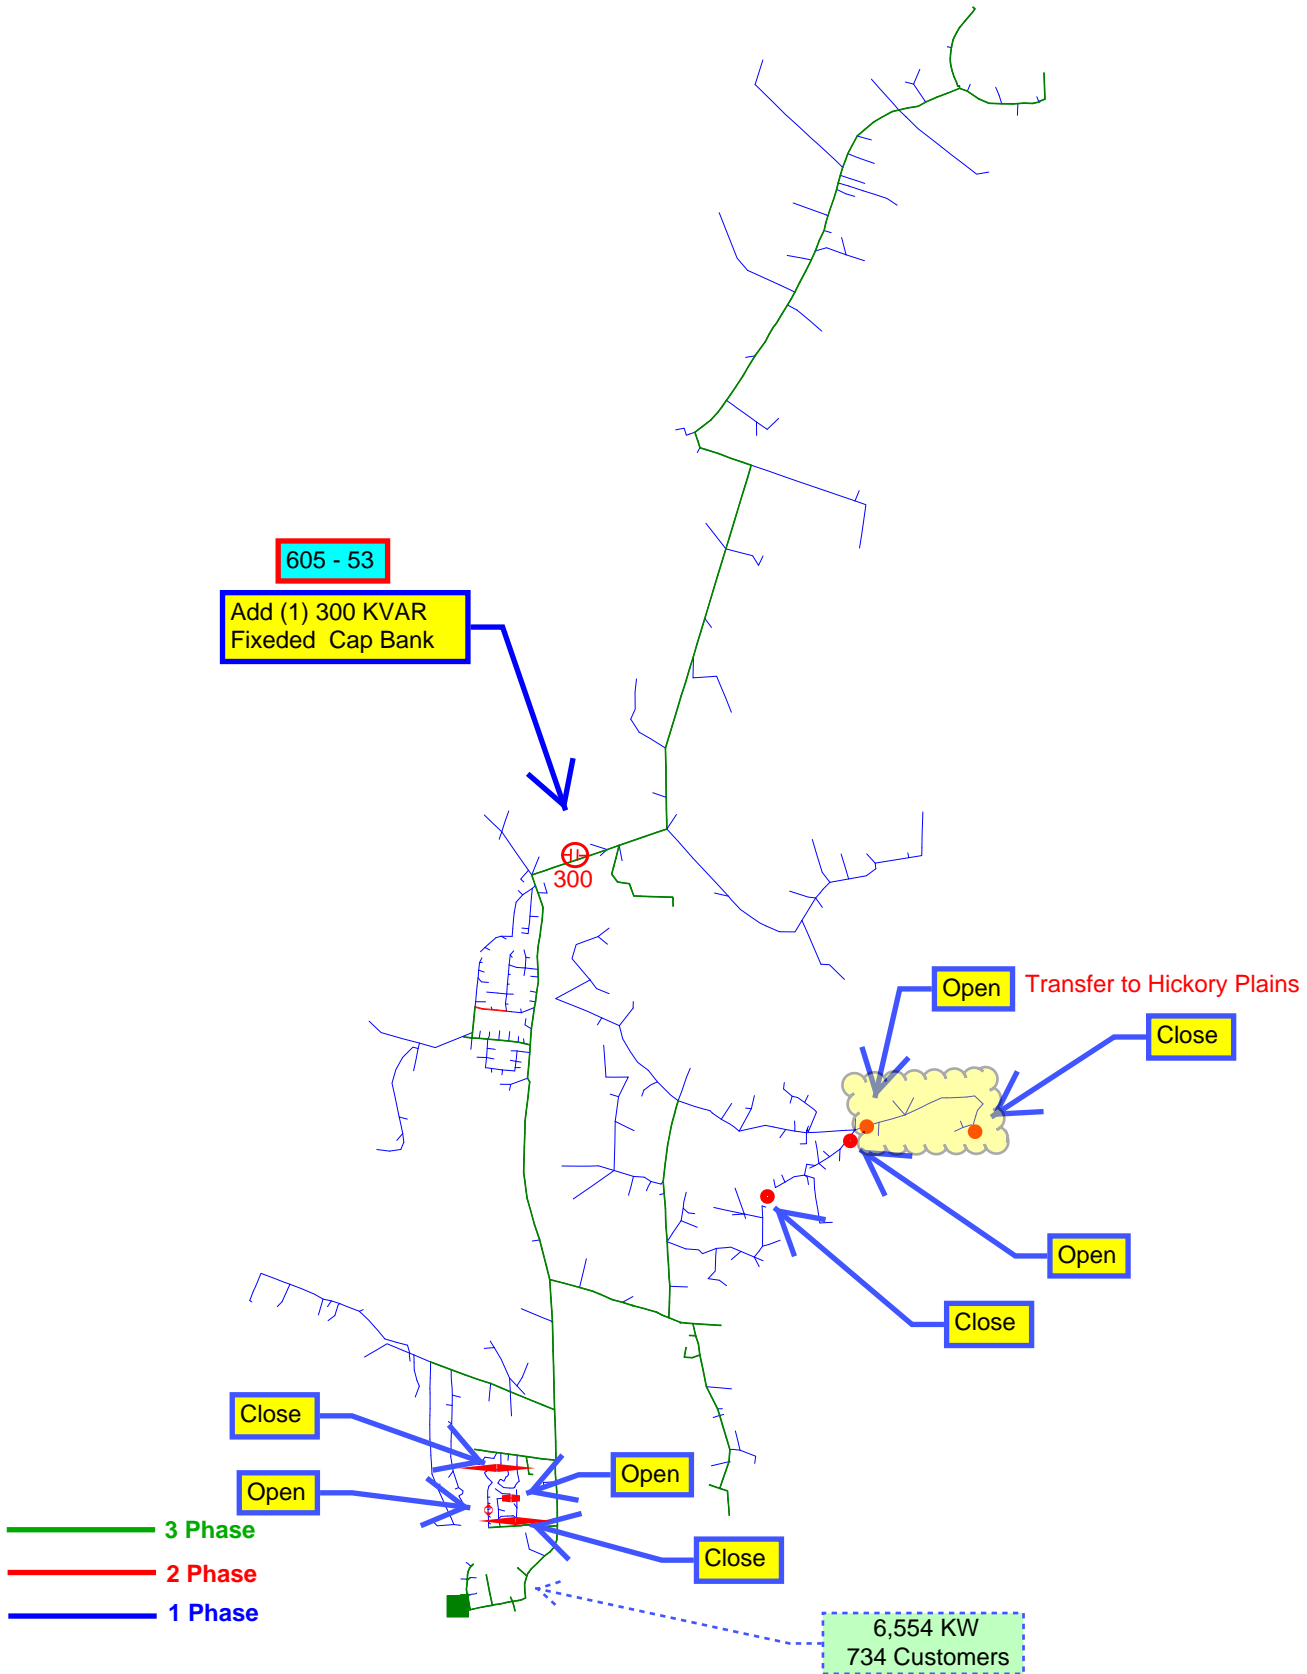 605 - 53
Add (1) 300 KVAR
Fixeded Cap Bank
300
Open
Transfer to Hickory Plains
Close
Open
Close
Close
Open
Open
Close
3 Phase
2 Phase
1 Phase
6,554 KW
734 Customers